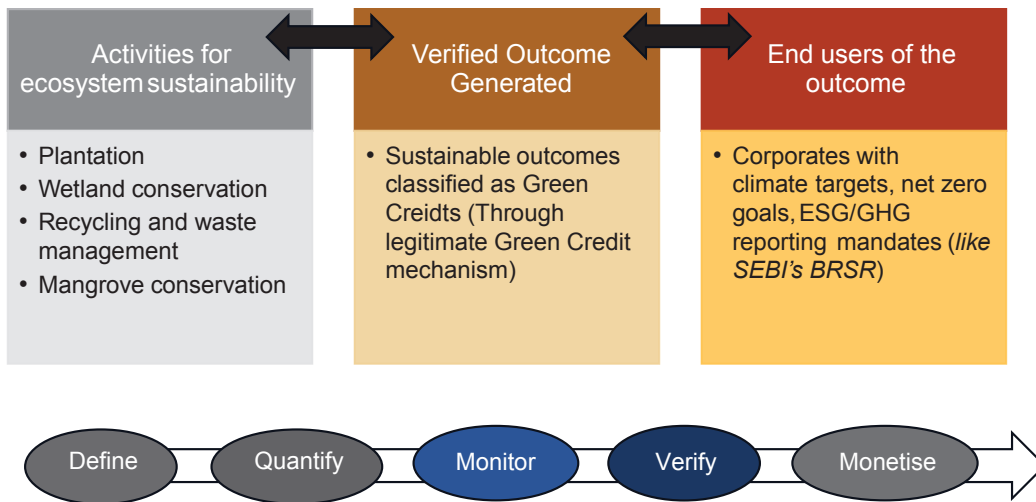 Activities for
ecosystem sustainability
Verified Outcome
Generated
End users of the
outcome
• Plantation
• Wetland conservation
• Recycling and waste
management
• Mangrove conservation
• Sustainable outcomes
classified as Green
Creidts (Through
legitimate Green Credit
mechanism)
• Corporates with
climate targets, net zero
goals, ESG/GHG
reporting mandates (like
SEBI's BRSR)
Define
Quantify
Monitor
Verify
Monetise